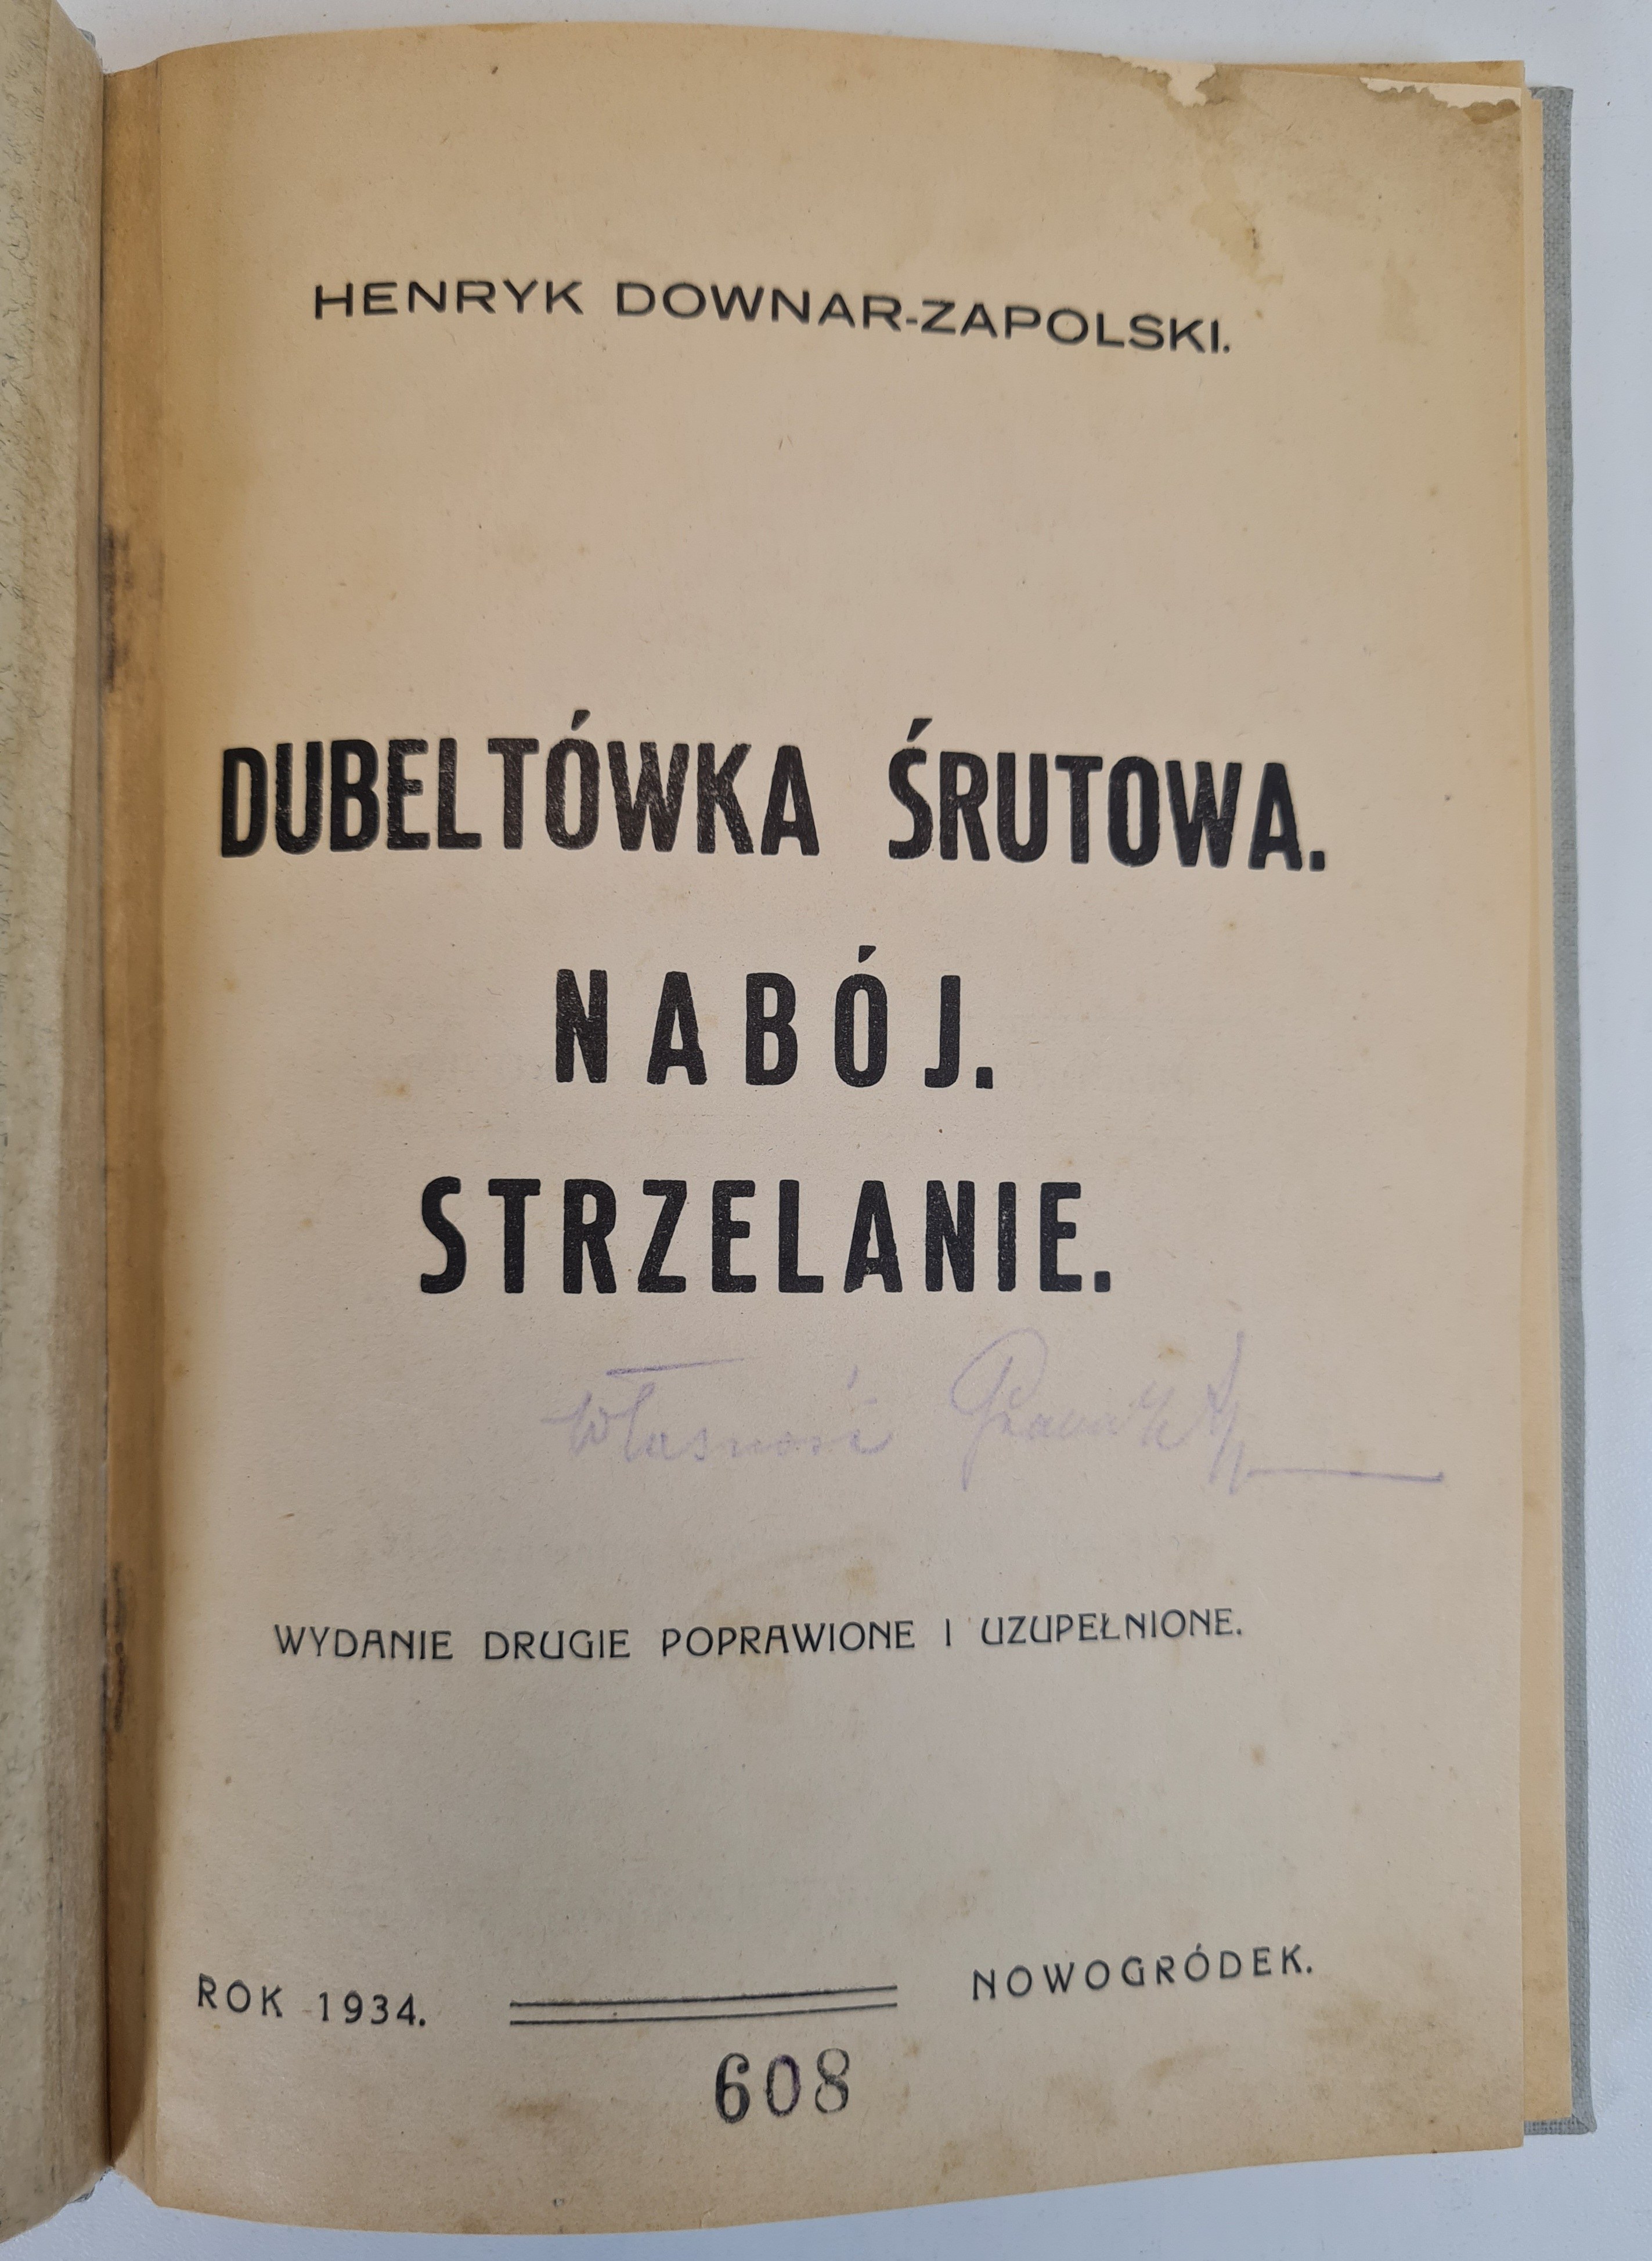 HENRYK DOWNAR-ZAPOLSKI.
DUBELTÓWKA ŚRUTOWA.
NABÓJ.
STRZELANIE.
Własność
WYDANIE DRUGIE POPRAWIONE I UZUPEŁNIONE.
ROK 1934. NOWOGRÓDEK.
608